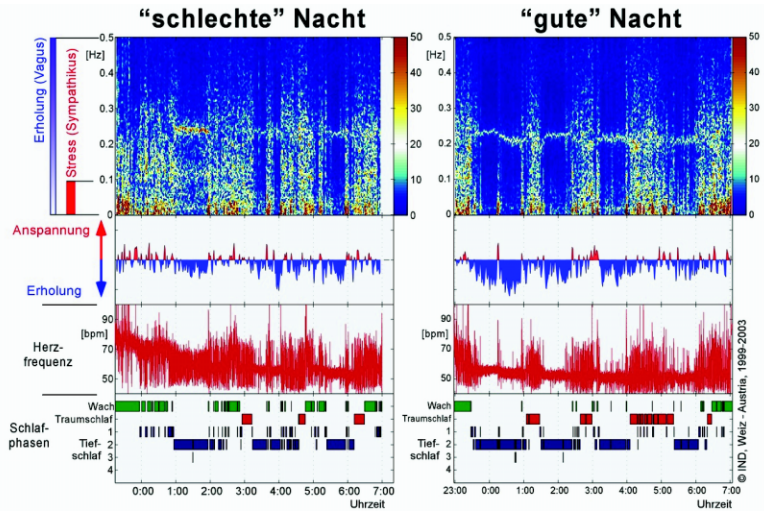 “schlechte” Nacht
“gute” Nacht
Erholung (Vagus)
Stress (Sympathikus)
0.5
[Hz]
0.4
0.3
0.2
0.1
0
50
40
30
20
10
0
0.5
[Hz]
0.4
0.3
0.2
0.1
0
50
40
30
20
10
0
Anspannung
Erholung
Herz-
frequenz
90
[bpm]
70
50
90
[bpm]
70
50
Schlaf-
phasen
Wach
Traumschlaf
1
Tief- 2
schlaf 3
4
Wach
Traumschlaf
1
Tief- 2
schlaf 3
4
0:00 1:00 2:00 3:00 4:00 5:00 6:00 7:00
Uhrzeit
23:00 0:00 1:00 2:00 3:00 4:00 5:00 6:00 7:00
Uhrzeit
© IND, Weiz - Austria, 1999-2003